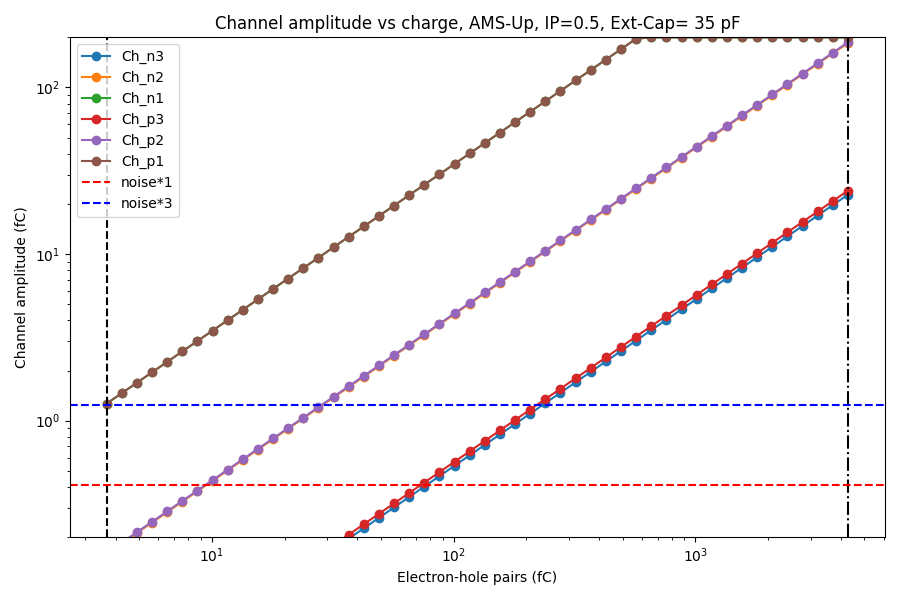 Channel amplitude vs charge, AMS-Up, IP=0.5, Ext-Cap= 35 pF
Ch_n3
Ch_n2
Ch_n1
Ch_p3
Ch_p2
Ch_p1
noise*1
noise*3
Channel amplitude (fC)
10²
10¹
10⁰
10¹
10²
10³
Electron-hole pairs (fC)